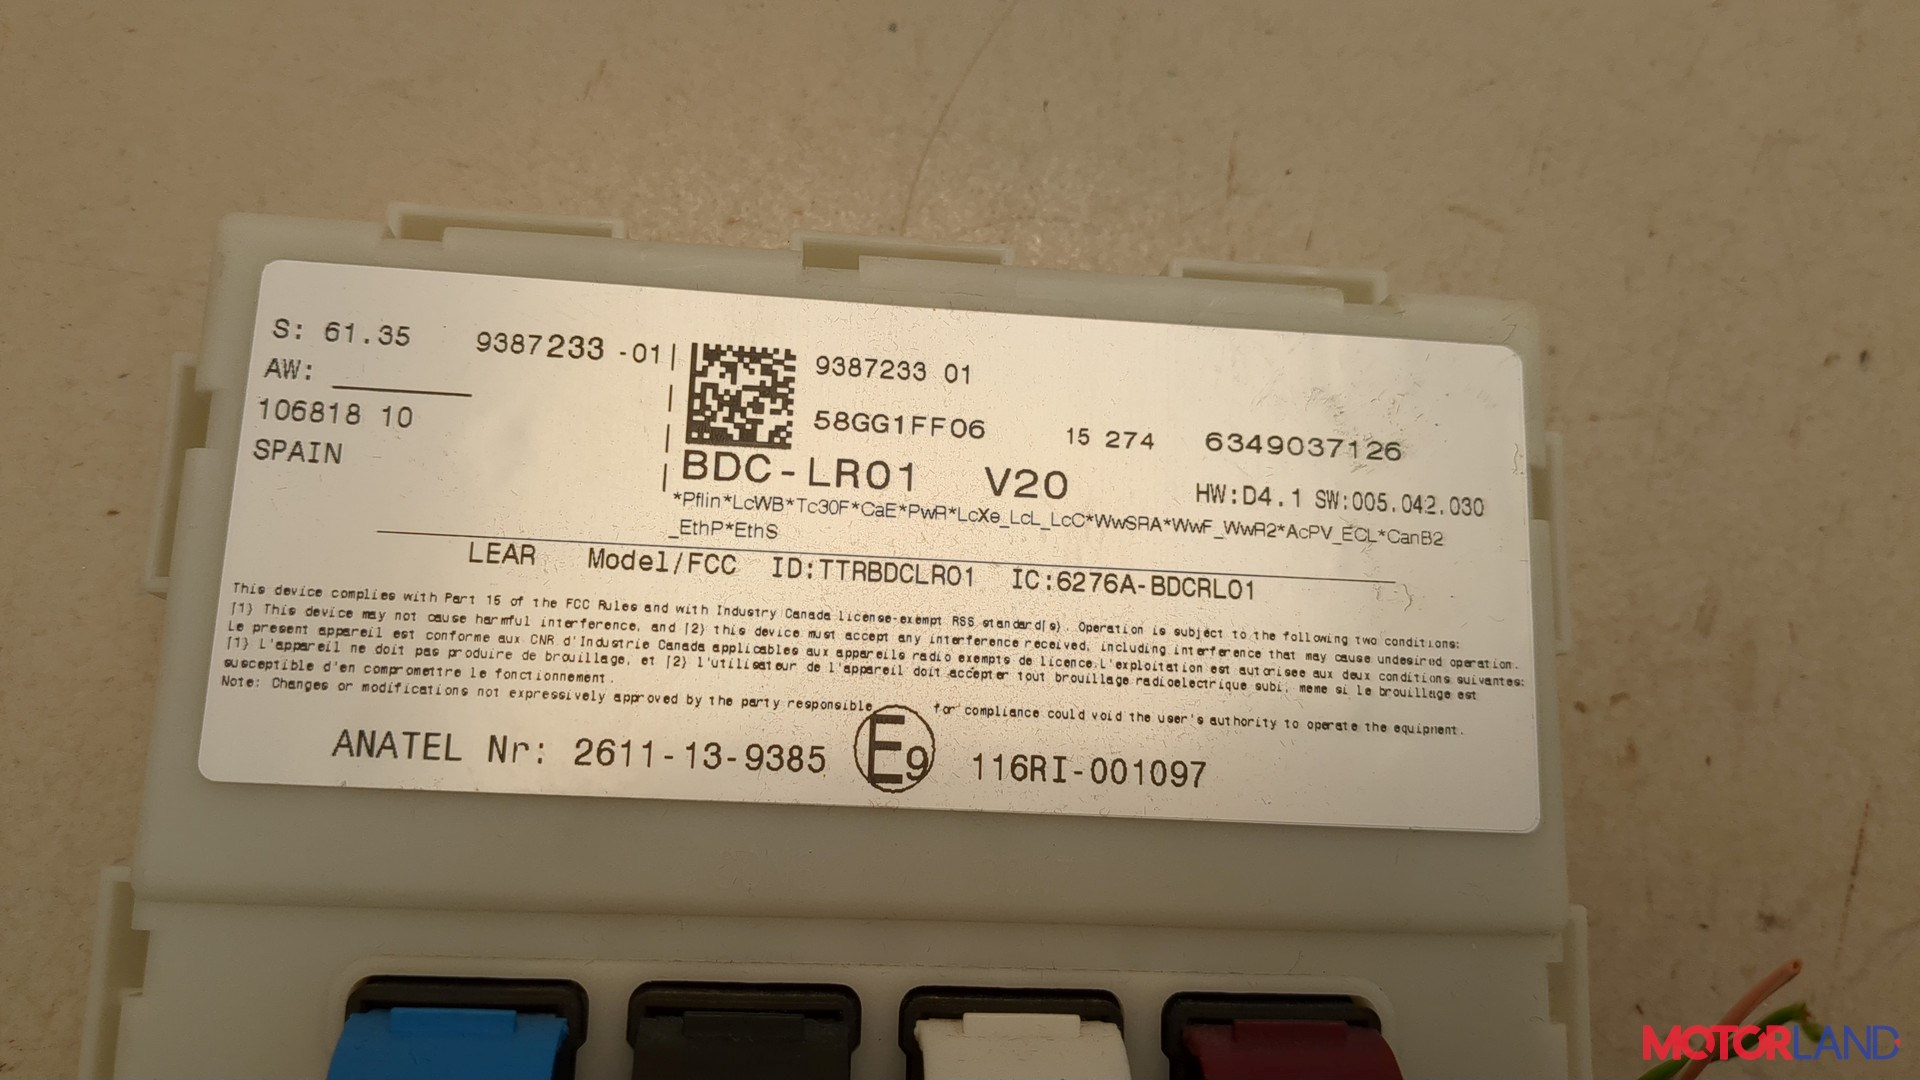 S: 61.35 9387233 -01
AW:
106818 10
SPAIN
9387233 01
58GG1FF06 15 274 6349037126
BDC-LR01 V20 HW:D4.1 SW:005.042.030
*Pflin*LcWB*Tc30F*CaE*PwR*LcXe_LcL_LcC*WwSRA*WwF_WwR2*AcPV_ECL*CanB2
_EthP*EthS
LEAR Model/FCC ID:TTRBDCLR01 IC:6276A-BDCRL01
This device complies with Part 15 of the FCC Rules and with Industry Canada license-exempt RSS standard(s). Operation is subject to the following two conditions:
[1) This device may not cause harmful interference, and [2) this device must accept any interference received, including interference that may cause undesired operation.
Le present appareil est conforme aux CNR d'Industrie Canada applicables aux appareils radio exempts de licence.L'exploitation est autorisee aux deux conditions suivantes:
[1) L'appareil ne doit pas produire de brouillage, et [2) l'utilisateur de l'appareil doit accepter tout brouillage radioelectrique subi, meme si le brouillage est
susceptible d'en compromettre le fonctionnement.
Note: Changes or modifications not expressively approved by the party responsible for compliance could void the user's authority to operate the equipment.
ANATEL Nr: 2611-13-9385 E9 116RI-001097
MOTORLAND